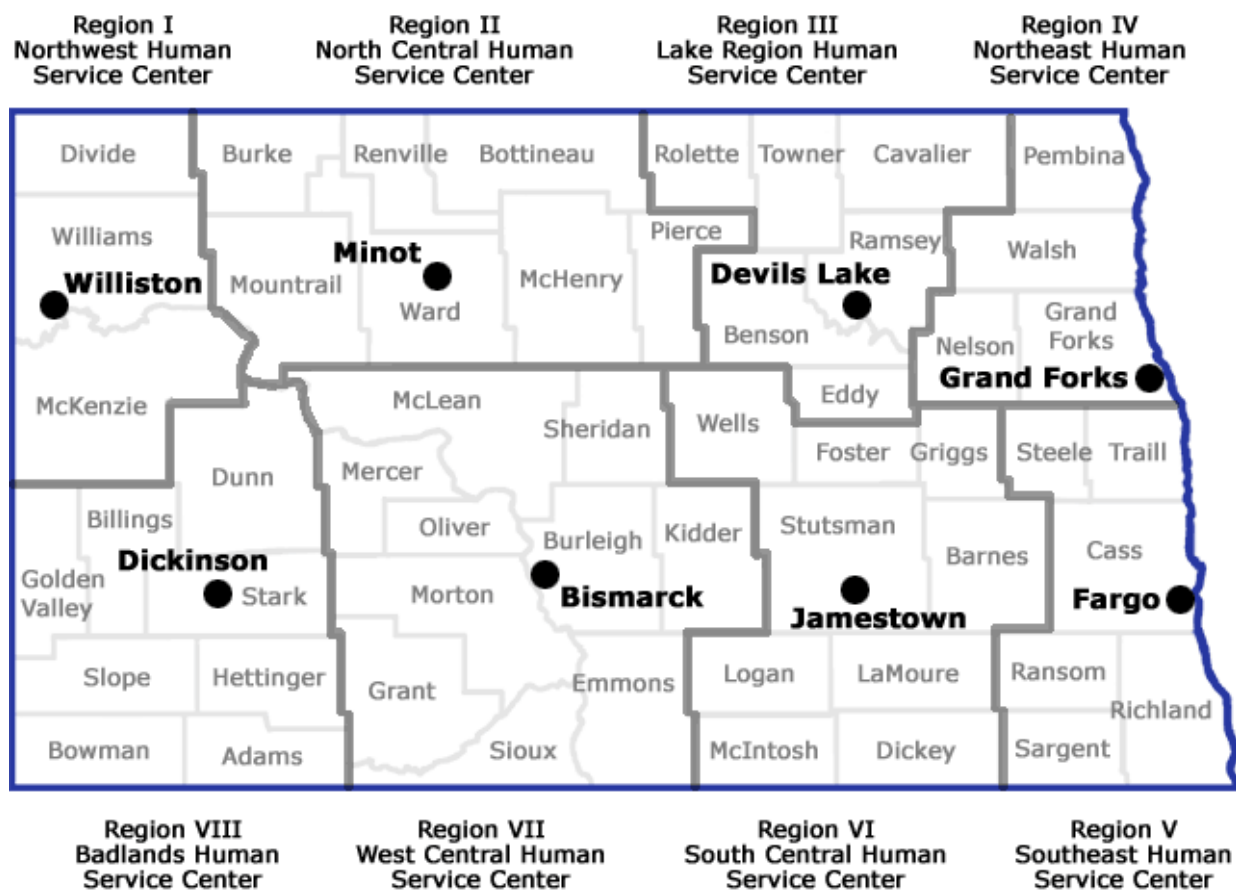 Region I
Northwest Human
Service Center
Region II
North Central Human
Service Center
Region III
Lake Region Human
Service Center
Region IV
Northeast Human
Service Center
Divide
Burke
Renville
Bottineau
Rolette
Towner
Cavalier
Pembina
Williams
Pierce
Ramsey
Walsh
Williston
Mountrail
Minot
Ward
McHenry
Devils Lake
Benson
Nelson
Grand
Forks
Grand Forks
McKenzie
McLean
Sheridan
Wells
Eddy
Foster
Griggs
Steele
Traill
Dunn
Mercer
Billings
Oliver
Burleigh
Kidder
Stutsman
Barnes
Cass
Dickinson
Golden
Valley
Stark
Morton
Bismarck
Jamestown
Fargo
Slope
Hettinger
Grant
Emmons
Logan
LaMoure
Ransom
Richland
Bowman
Adams
Sioux
McIntosh
Dickey
Sargent
Region VIII
Badlands Human
Service Center
Region VII
West Central Human
Service Center
Region VI
South Central Human
Service Center
Region V
Southeast Human
Service Center